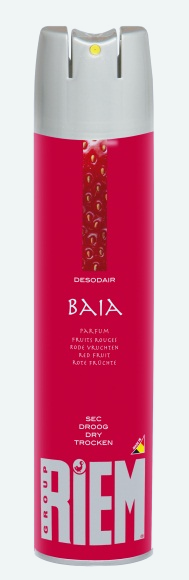 DESODAIR
BAIA
PARFUM
FRUITS ROUGES
RODE VRUCHTEN
RED FRUIT
ROTE FRÜCHTE
SEC
DROOG
DRY
TROCKEN
GROUP
RIEM